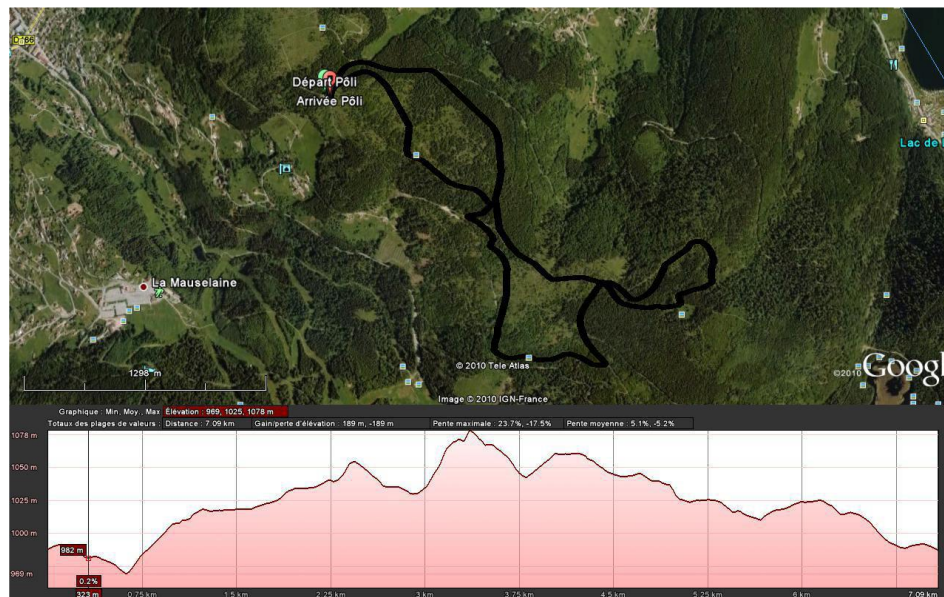 Départ Pôli
Arrivée Pôli
Lac de
La Mauselaine
1298 m
© 2010 Tele Atlas
©2010 Google
Image © 2010 IGN-France
Graphique : Min, Moy., Max Élévation : 969, 1025, 1078 m
Totaux des plages de valeurs : Distance : 7.09 km Gain/perte d'élévation : 189 m, -189 m Pente maximale : 23.7%, -17.5% Pente moyenne : 5.1%, -5.2%
1078 m
1050 m
1025 m
1000 m
982 m
969 m
0.2%
323 m 0.75 km 1.5 km 2.25 km 3 km 3.75 km 4.5 km 5.25 km 6 km 7.09 km